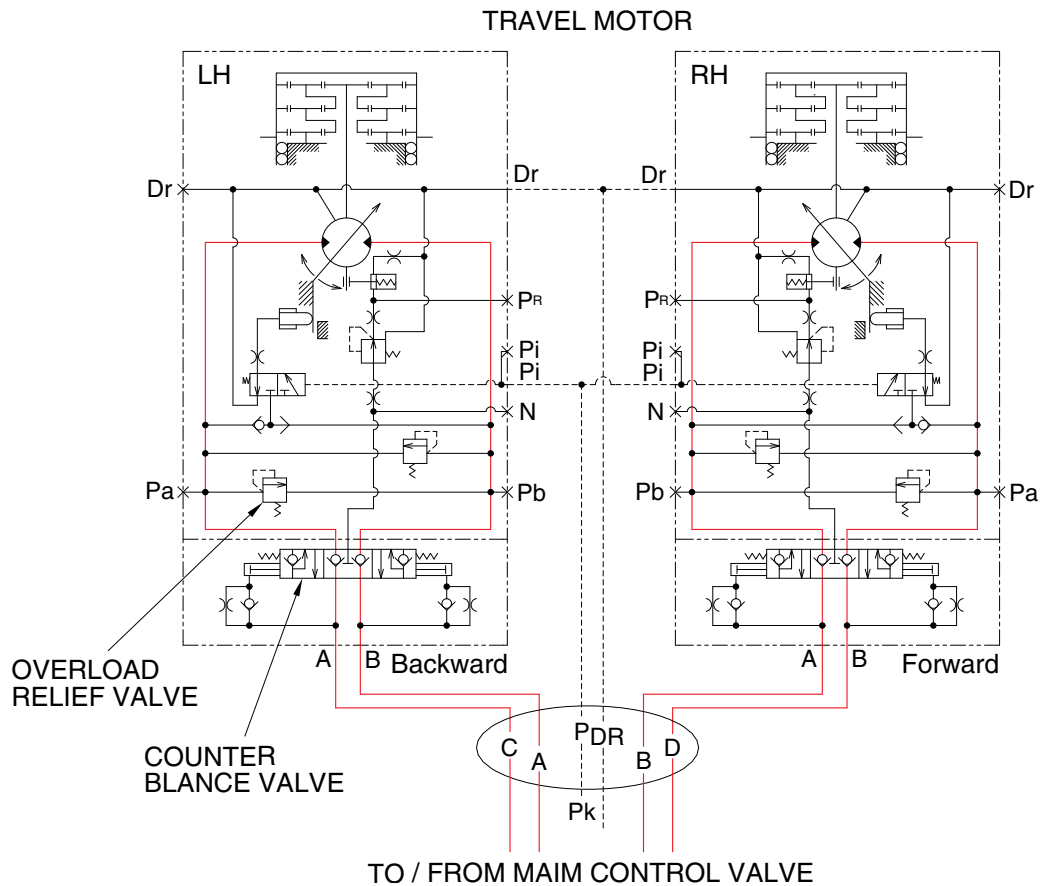 TRAVEL MOTOR
LH
RH
Dr
Dr
Dr
Dr
PR
PR
Pi
Pi
Pi
Pi
N
N
Pa
Pb
Pb
Pa
A
B
Backward
A
B
Forward
OVERLOAD
RELIEF VALVE
COUNTER
BLANCE VALVE
C
A
P
DR
B
D
Pk
TO / FROM MAIM CONTROL VALVE